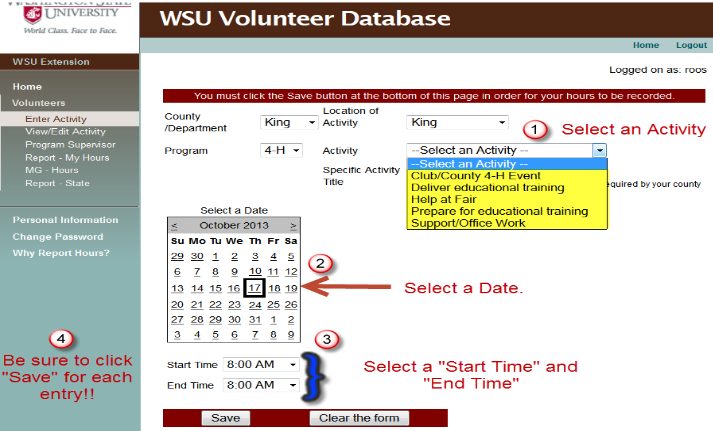 WASHINGTON STATE
UNIVERSITY
World Class. Face to Face.
WSU Volunteer Database
Home Logout
WSU Extension
Logged on as: roos
Home
Volunteers
Enter Activity
View/Edit Activity
Program Supervisor
Report - My Hours
MG - Hours
Report - State
Personal Information
Change Password
Why Report Hours?
You must click the Save button at the bottom of this page in order for your hours to be recorded.
County /Department King
Location of Activity King
1 Select an Activity
Program 4-H
Activity --Select an Activity --
--Select an Activity --
Club/County 4-H Event
Deliver educational training
Help at Fair
Prepare for educational training
Support/Office Work
Specific Activity Title
equired by your county
Select a Date
< October 2013 >
Su Mo Tu We Th Fr Sa
29 30 1 2 3 4 5
6 7 8 9 10 11 12
13 14 15 16 17 18 19
20 21 22 23 24 25 26
27 28 29 30 31 1 2
3 4 5 6 7 8 9
2
Select a Date.
3
Start Time 8:00 AM
End Time 8:00 AM
Select a "Start Time" and
"End Time"
4
Be sure to click
"Save" for each
entry!!
Save Clear the form